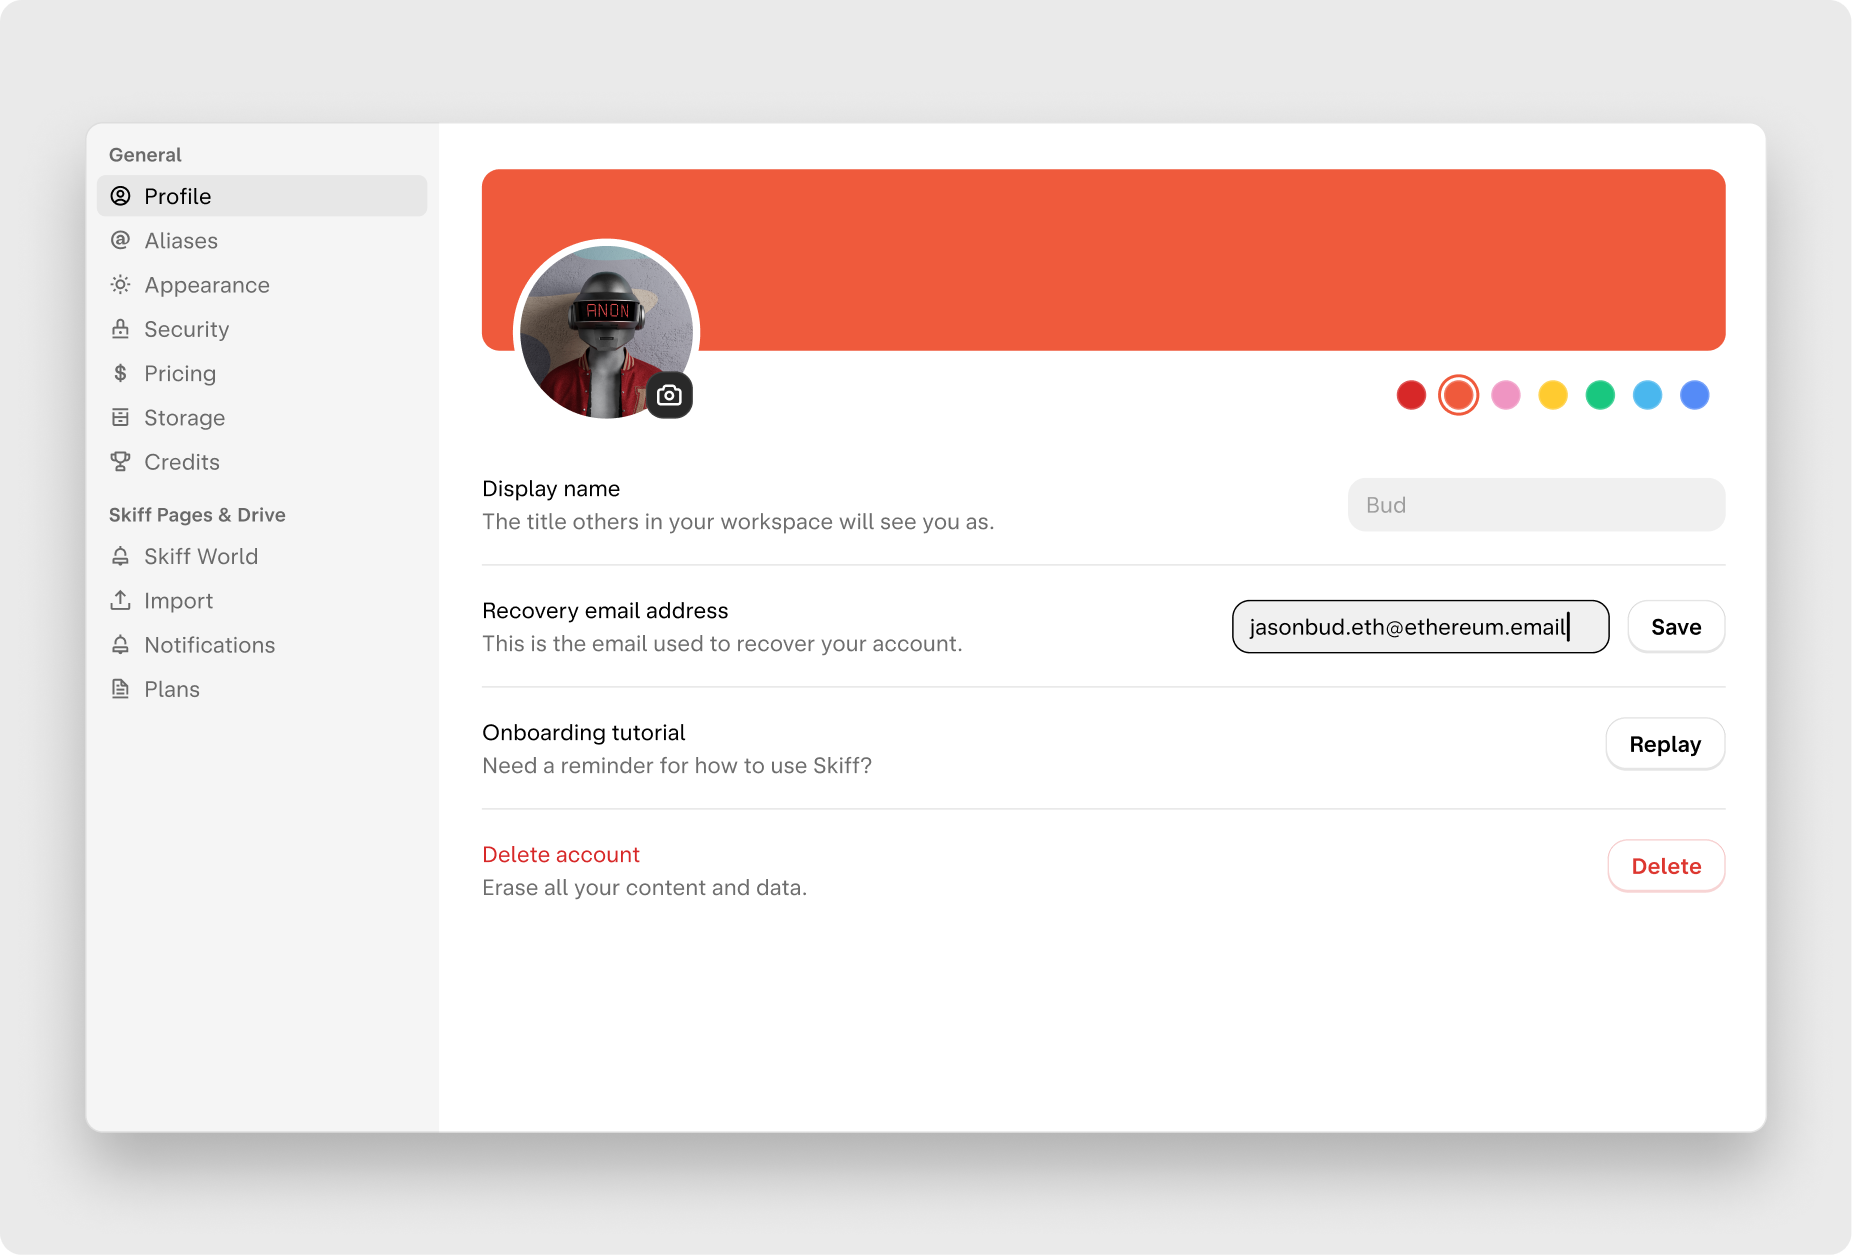 General
Profile
Aliases
Appearance
Security
Pricing
Storage
Credits
Skiff Pages & Drive
Skiff World
Import
Notifications
Plans
ANON
Display name
The title others in your workspace will see you as.
Bud
Recovery email address
This is the email used to recover your account.
jasonbud.eth@ethereum.email
Save
Onboarding tutorial
Need a reminder for how to use Skiff?
Replay
Delete account
Erase all your content and data.
Delete